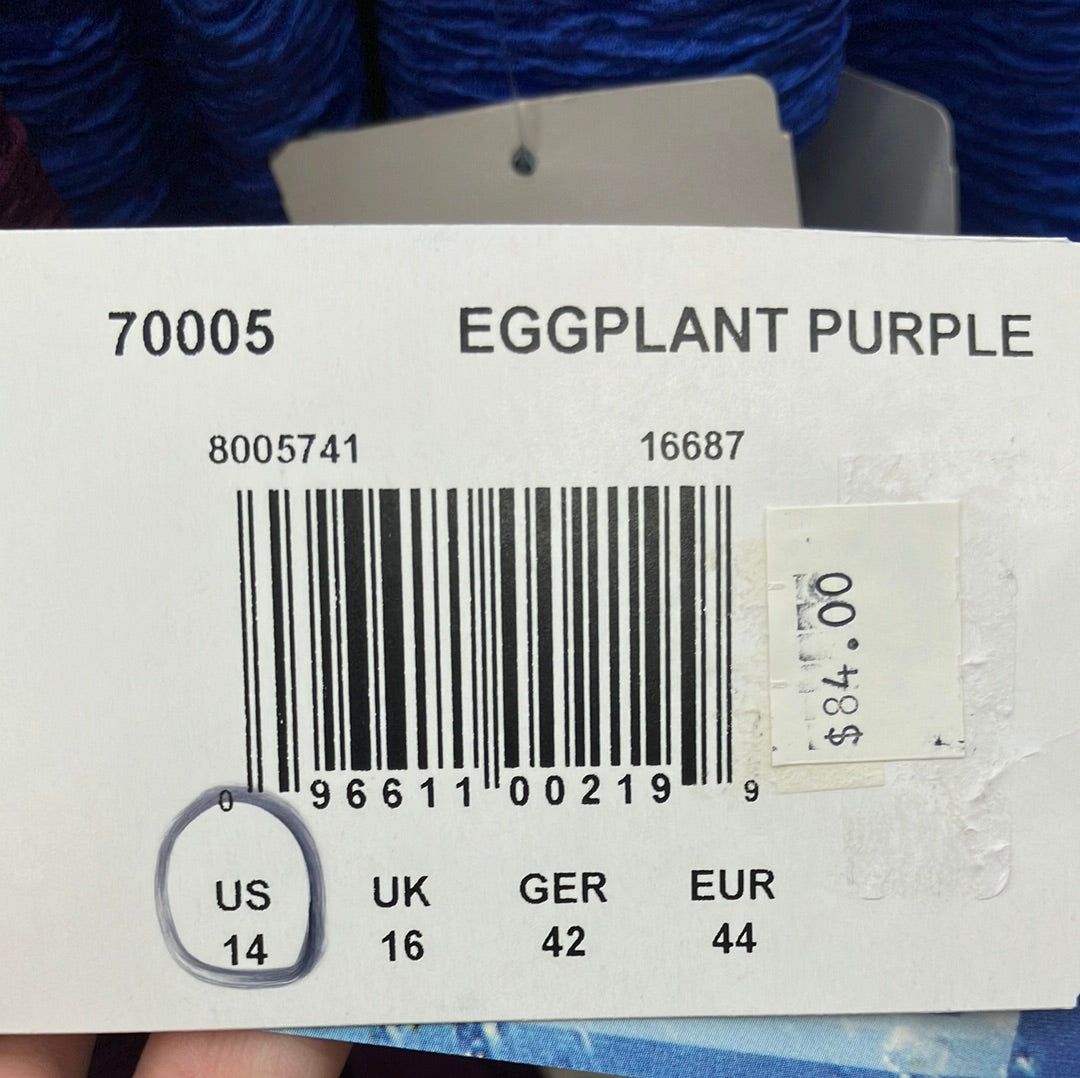 70005 EGGPLANT PURPLE
8005741 16687
0 96611 00219 9
$84.00
US UK GER EUR
14 16 42 44